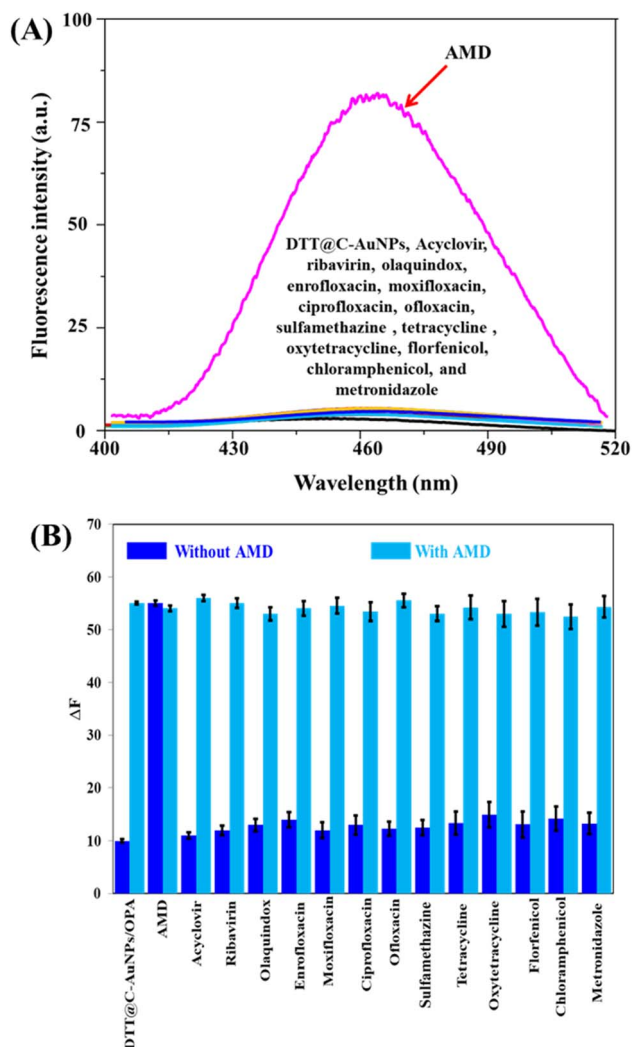 (A)
100
75
50
25
0
Fluorescence intensity (a.u.)
AMD
DTT@C-AuNPs, Acyclovir,
ribavirin, olaquindox,
enrofloxacin, moxifloxacin,
ciprofloxacin, ofloxacin,
sulfamethazine , tetracycline ,
oxytetracycline, florfenicol,
chloramphenicol, and
metronidazole
400 430 460 490 520
Wavelength (nm)
(B)
70
60
50
40
30
20
10
0
ΔF
Without AMD With AMD
DTT@C-AuNPs/OPA
AMD
Acyclovir
Ribavirin
Olaquindox
Enrofloxacin
Moxifloxacin
Ciprofloxacin
Ofloxacin
Sulfamethazine
Tetracycline
Oxytetracycline
Florfenicol
Chloramphenicol
Metronidazole